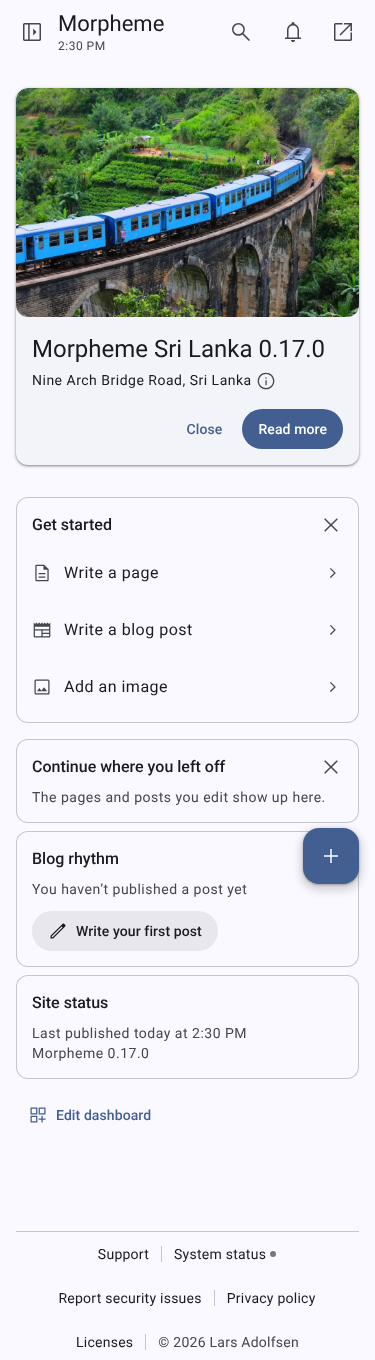 Morpheme
2:30 PM
Morpheme Sri Lanka 0.17.0
Nine Arch Bridge Road, Sri Lanka
Close
Read more
Get started
Write a page
Write a blog post
Add an image
Continue where you left off
The pages and posts you edit show up here.
Blog rhythm
You haven’t published a post yet
Write your first post
Site status
Last published today at 2:30 PM
Morpheme 0.17.0
Edit dashboard
Support
System status
Report security issues
Privacy policy
Licenses
© 2026 Lars Adolfsen